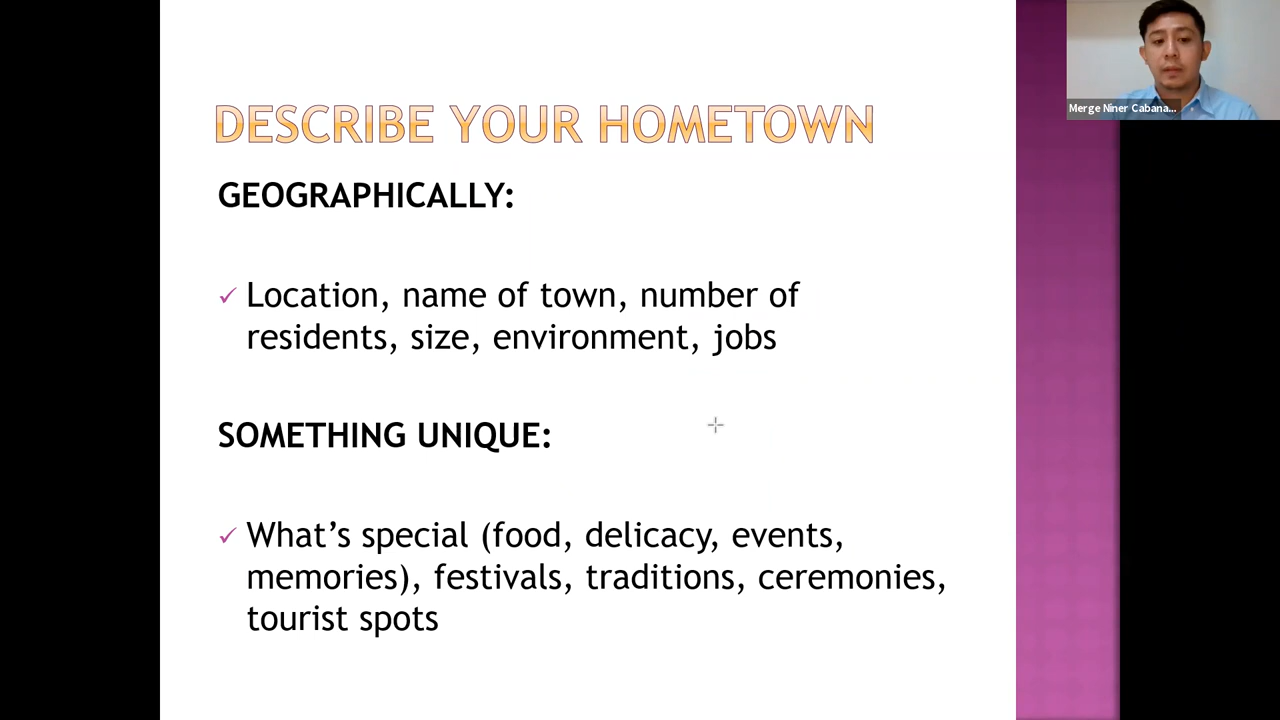 Merge Niner Cabana...
DESCRIBE YOUR HOMETOWN
GEOGRAPHICALLY:
✓ Location, name of town, number of
residents, size, environment, jobs
SOMETHING UNIQUE:
✓ What's special (food, delicacy, events,
memories), festivals, traditions, ceremonies,
tourist spots